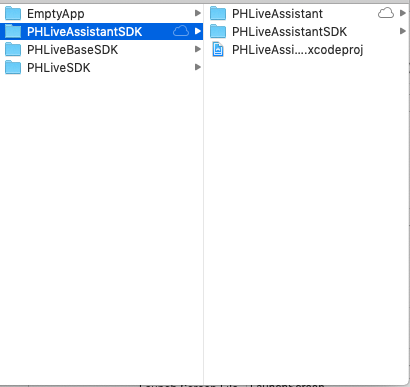 EmptyApp
PHLiveAssistantSDK
PHLiveBaseSDK
PHLiveSDK
PHLiveAssistant
PHLiveAssistantSDK
PHLiveAssi....xcodeproj